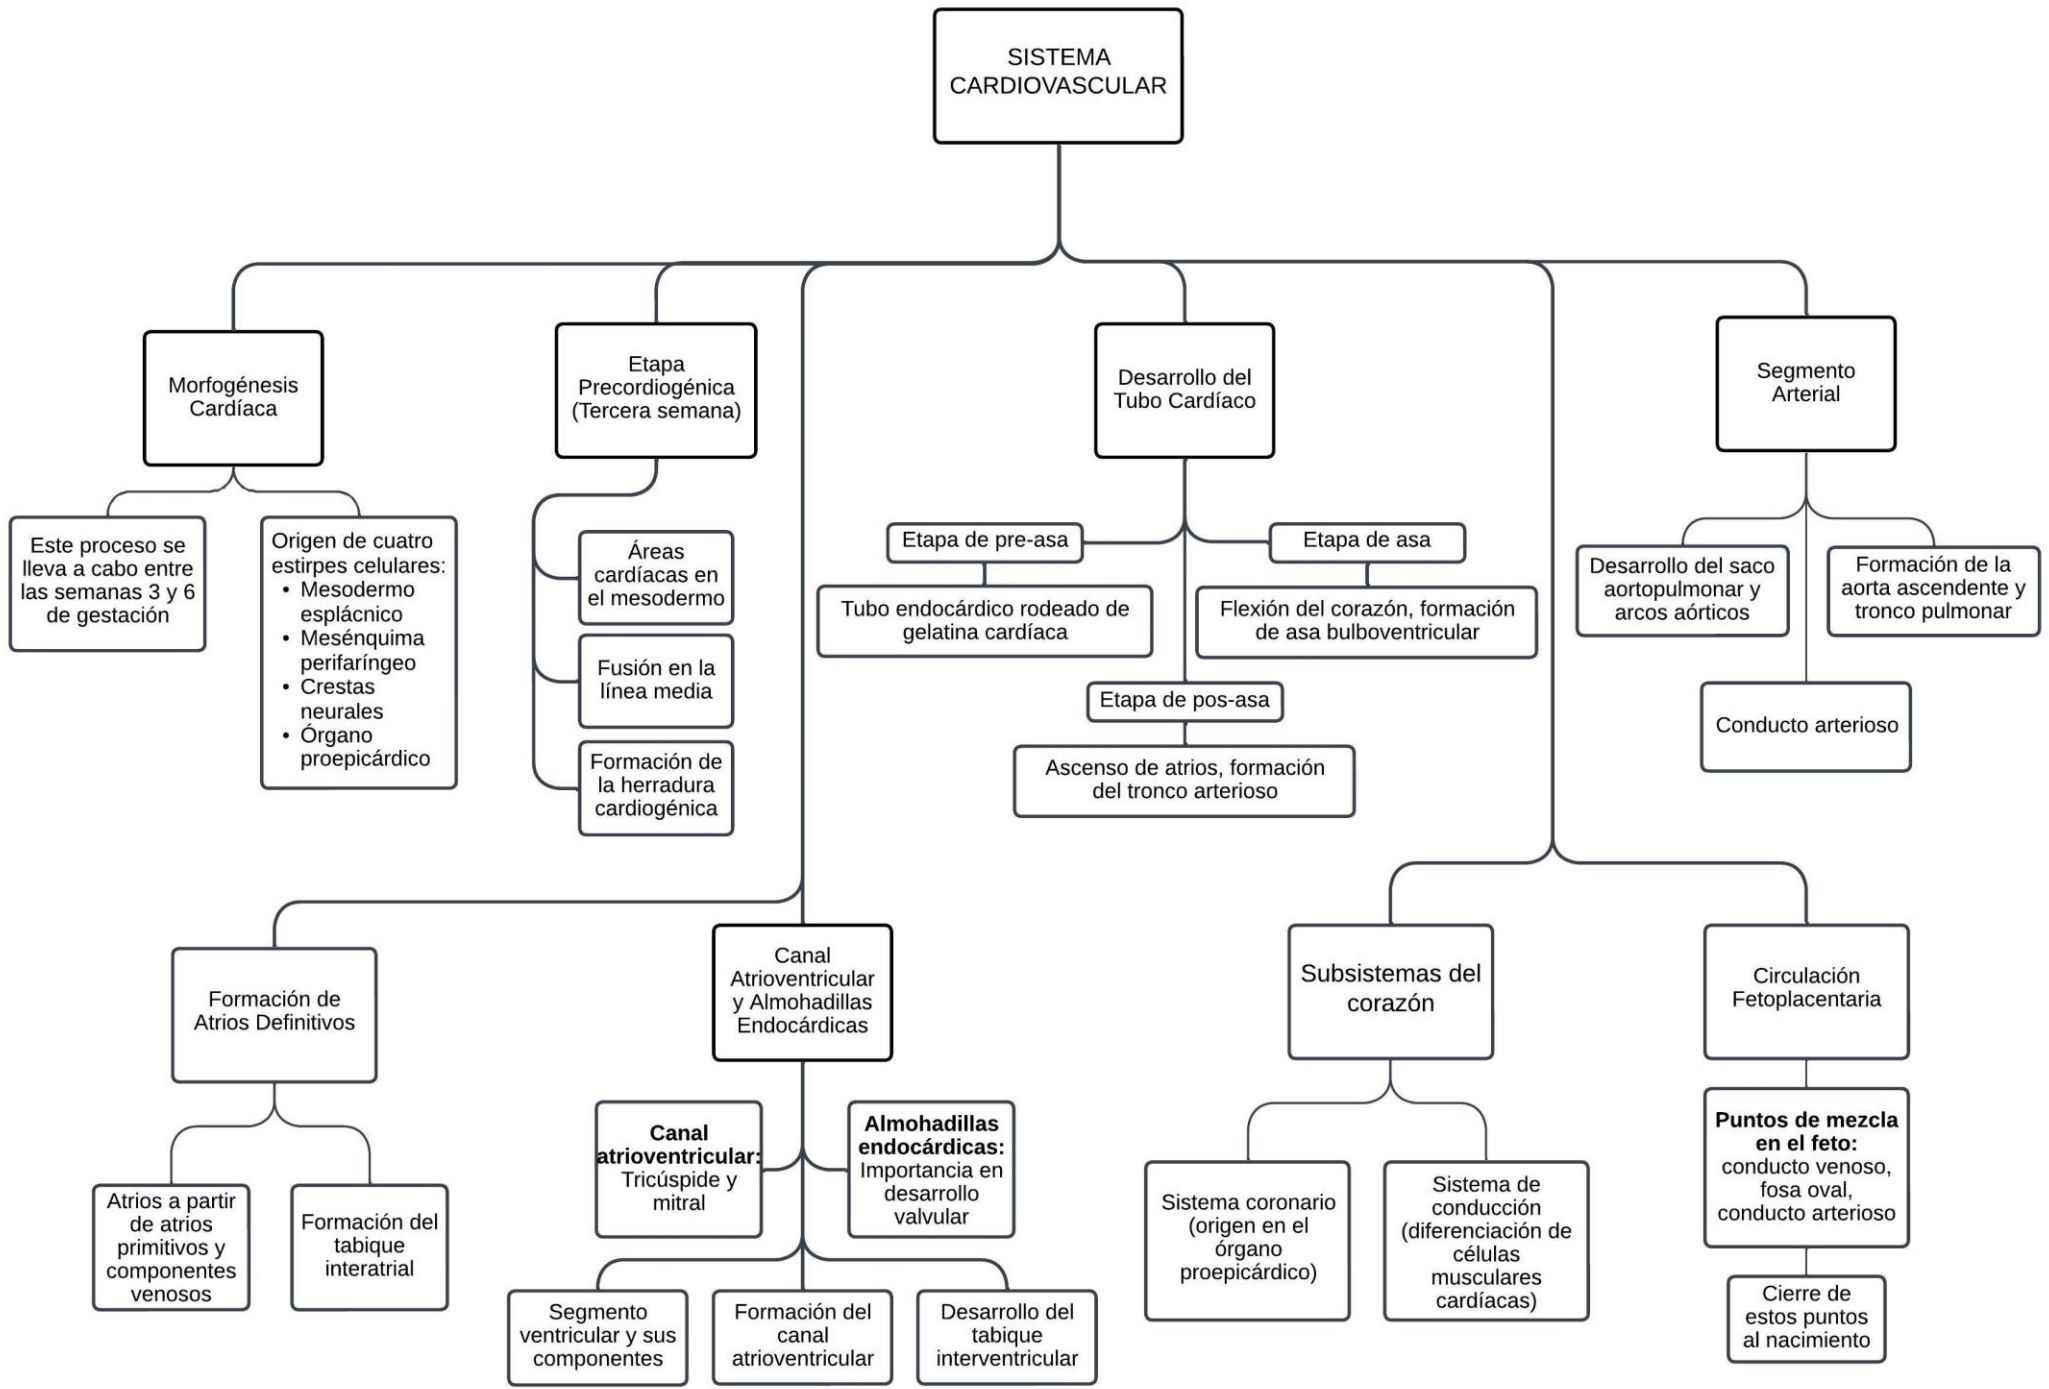 SISTEMA
CARDIOVASCULAR
Morfogénesis
Cardíaca
Este proceso se
lleva a cabo entre
las semanas 3 y 6
de gestación
Origen de cuatro
estirpes celulares:
• Mesodermo
esplácnico
• Mesénquima
perifaríngeo
• Crestas
neurales
• Órgano
proepicárdico
Etapa
Precordiogénica
(Tercera semana)
Áreas
cardíacas en
el mesodermo
Fusión en la
línea media
Formación de
la herradura
cardiogénica
Desarrollo del
Tubo Cardíaco
Etapa de pre-asa
Tubo endocárdico rodeado de
gelatina cardíaca
Etapa de asa
Flexión del corazón, formación
de asa bulboventricular
Etapa de pos-asa
Ascenso de atrios, formación
del tronco arterioso
Segmento
Arterial
Desarrollo del saco
aortopulmonar y
arcos aórticos
Formación de la
aorta ascendente y
tronco pulmonar
Conducto arterioso
Formación de
Atrios Definitivos
Atrios a partir
de atrios
primitivos y
componentes
venosos
Formación del
tabique
interatrial
Canal
Atrioventricular
y Almohadillas
Endocárdicas
Canal
atrioventricular:
Tricúspide y
mitral
Almohadillas
endocárdicas:
Importancia en
desarrollo
valvular
Segmento
ventricular y sus
componentes
Formación del
canal
atrioventricular
Desarrollo del
tabique
interventricular
Subsistemas del
corazón
Sistema coronario
(origen en el
órgano
proepicárdico)
Sistema de
conducción
(diferenciación de
células
musculares
cardíacas)
Circulación
Fetoplacentaria
Puntos de mezcla
en el feto:
conducto venoso,
fosa oval,
conducto arterioso
Cierre de
estos puntos
al nacimiento